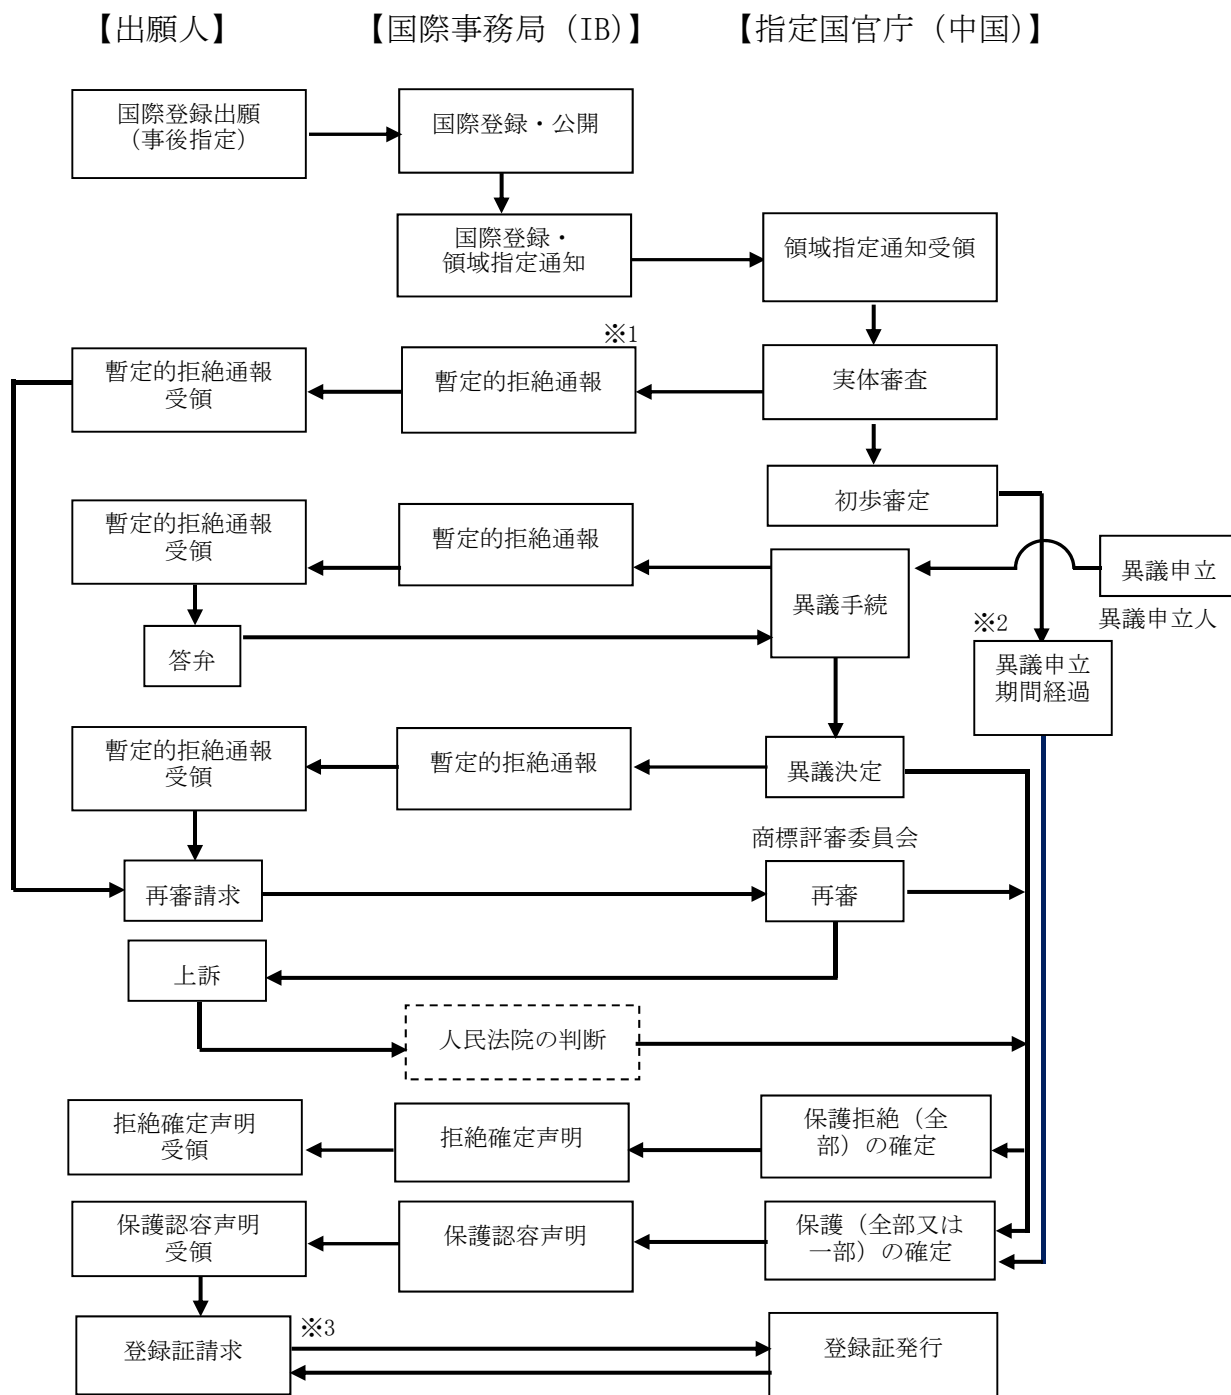 【出願人】
【国際事務局（IB）】
【指定国官庁（中国）】
国際登録出願
（事後指定）
国際登録・公開
国際登録・
領域指定通知
領域指定通知受領
※1
暫定的拒絶通報
受領
暫定的拒絶通報
実体審査
初歩審定
暫定的拒絶通報
受領
暫定的拒絶通報
異議手続
異議申立
異議申立人
答弁
※2
異議申立
期間経過
暫定的拒絶通報
受領
暫定的拒絶通報
異議決定
商標評審委員会
再審請求
再審
上訴
人民法院の判断
拒絶確定声明
受領
拒絶確定声明
保護拒絶（全
部）の確定
保護認容声明
受領
保護認容声明
保護（全部又は
一部）の確定
登録証請求
※3
登録証発行